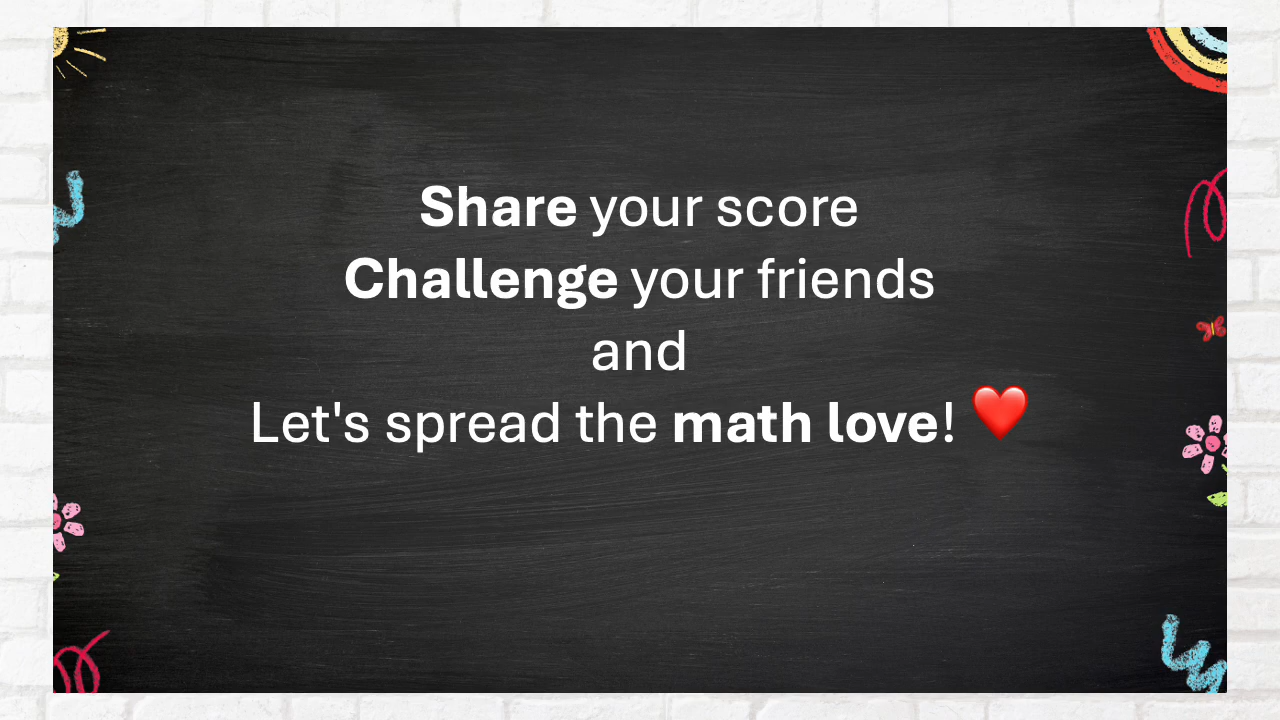 Share your score
Challenge your friends
and
Let's spread the math love! ❤️